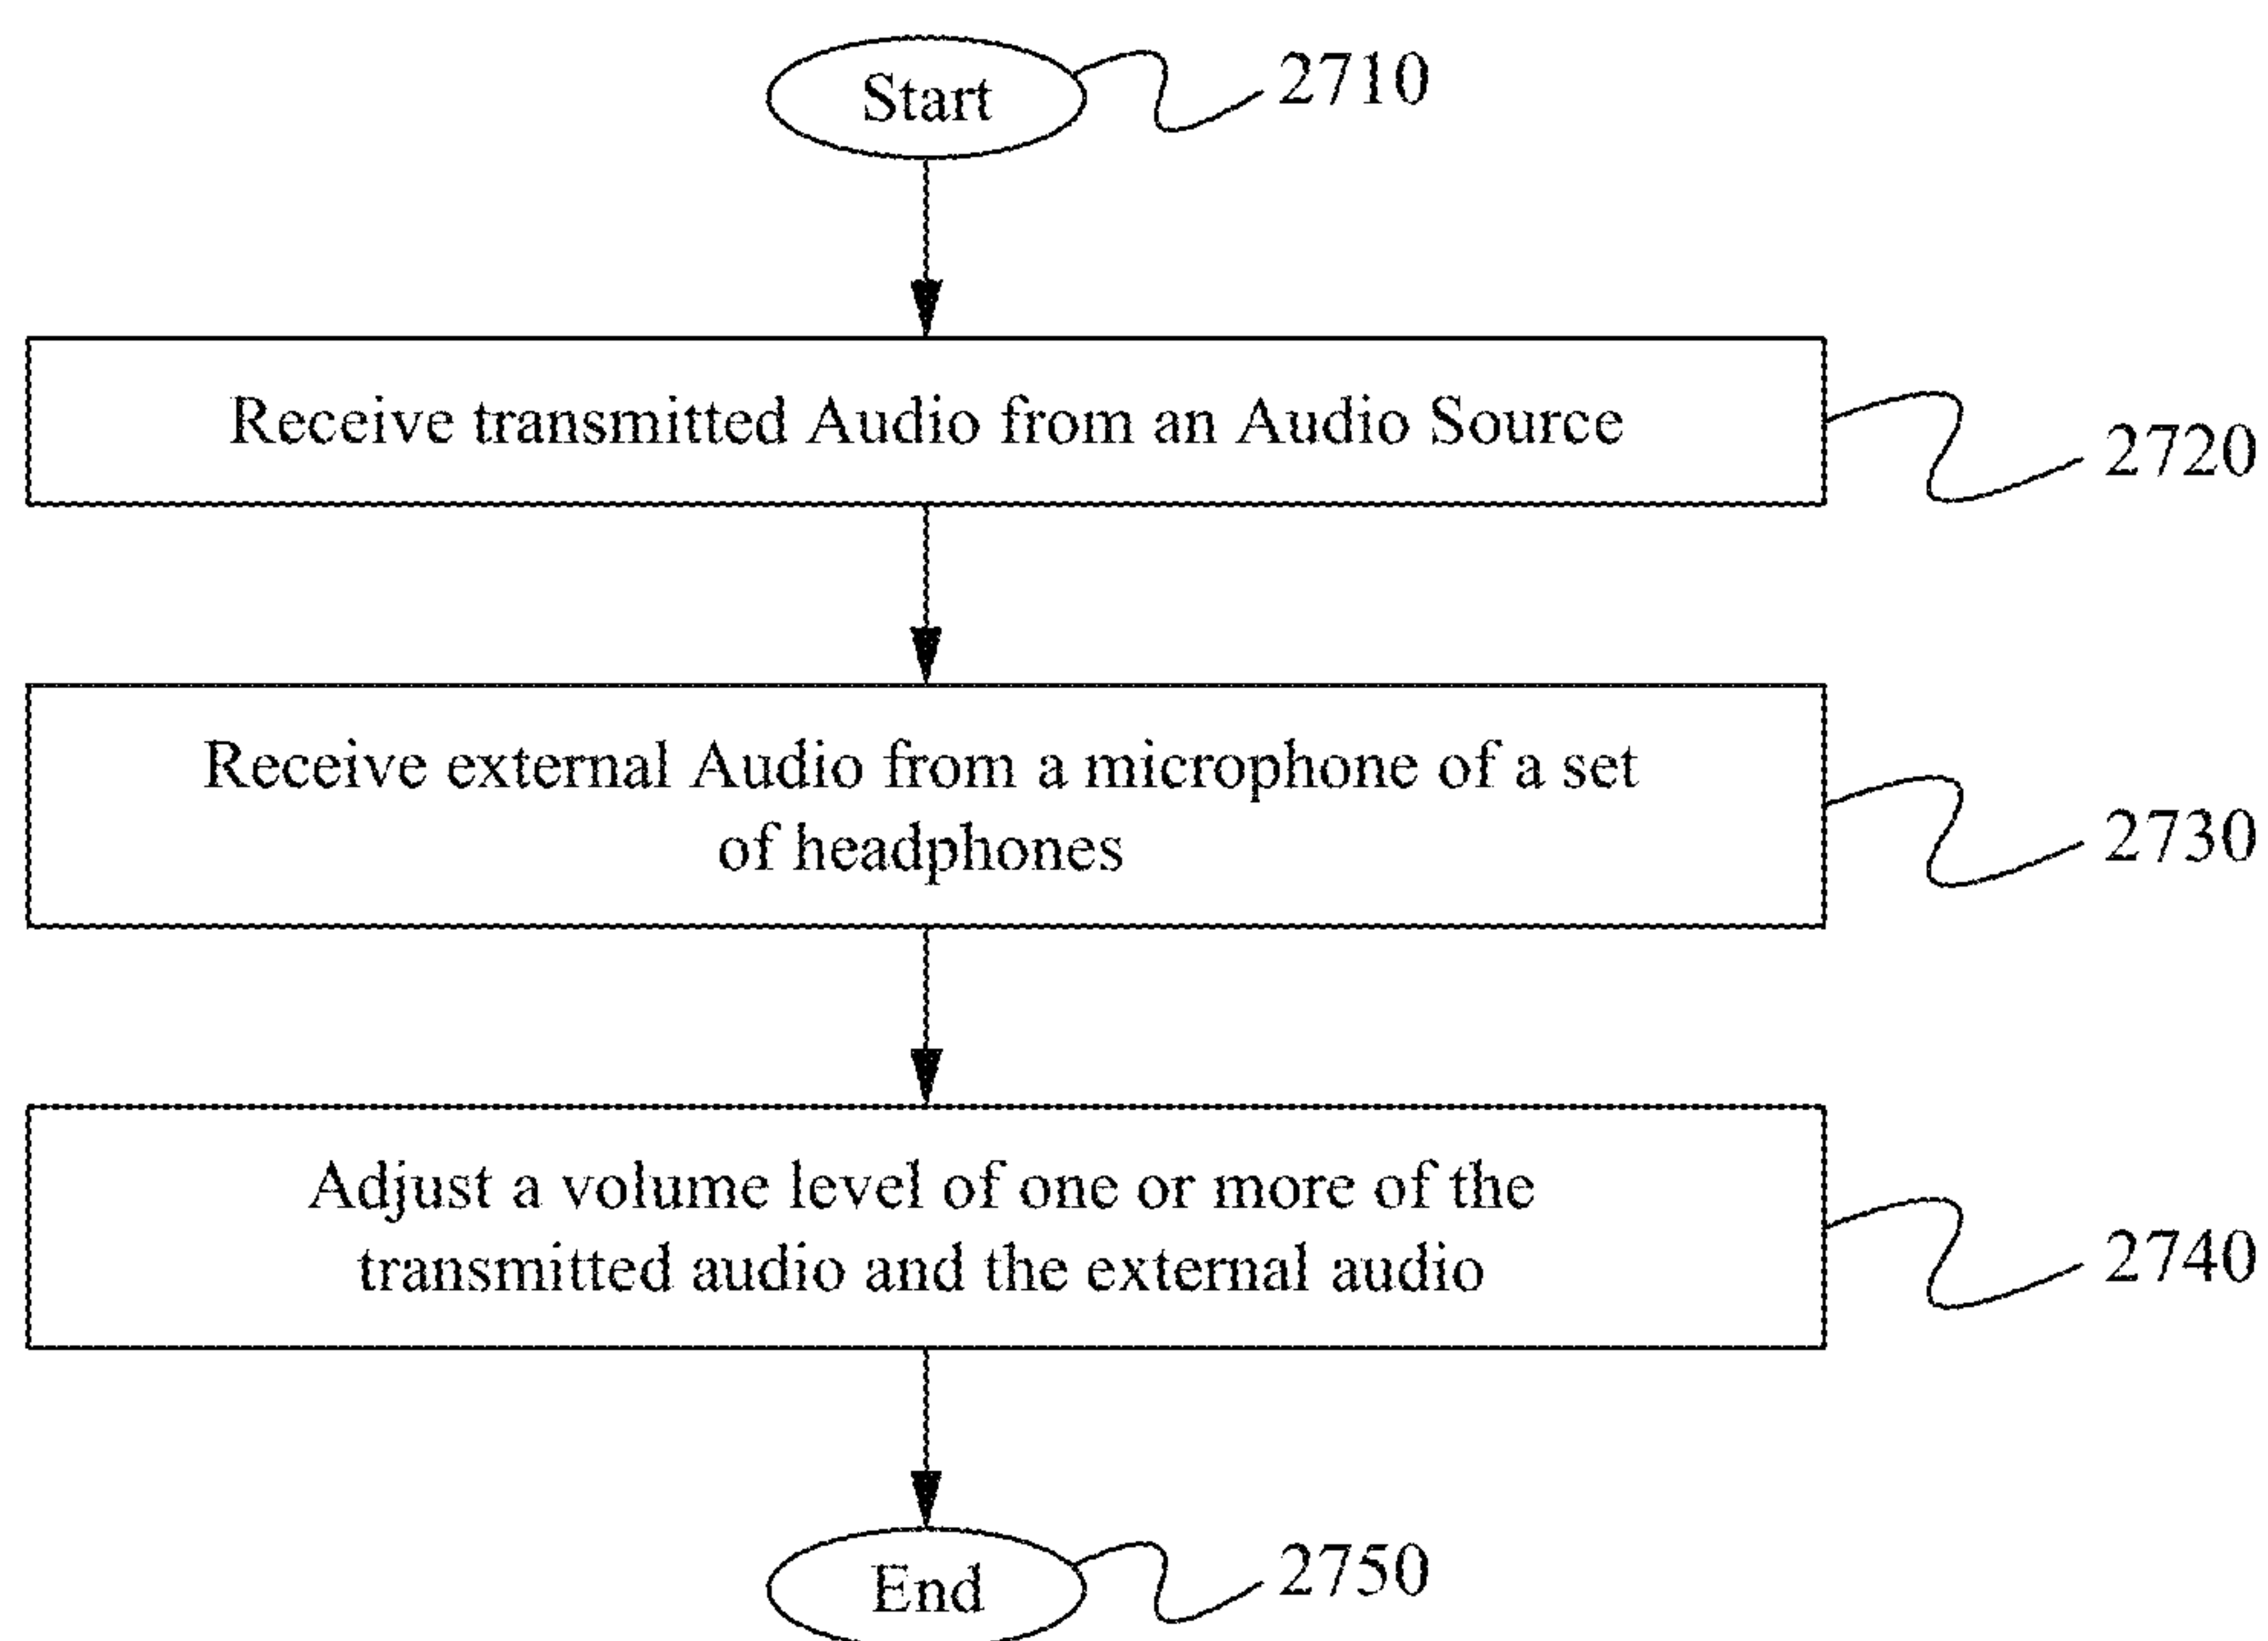 Start
2710
Receive transmitted Audio from an Audio Source
2720
Receive external Audio from a microphone of a set
of headphones
2730
Adjust a volume level of one or more of the
transmitted audio and the external audio
2740
End
2750